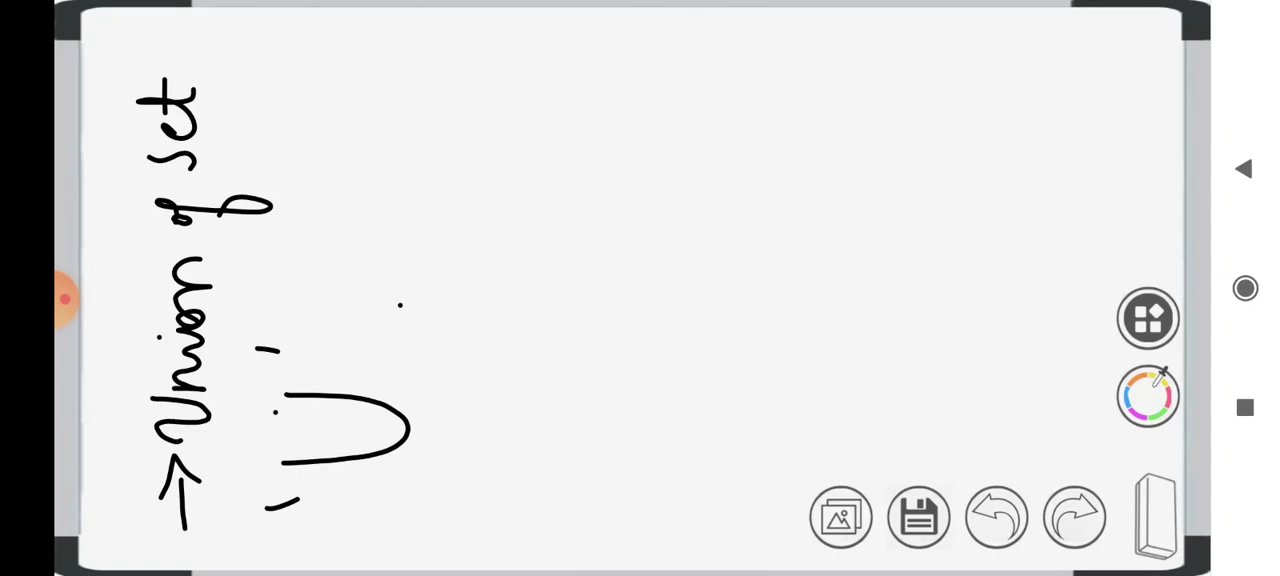 → Union of set
" U "